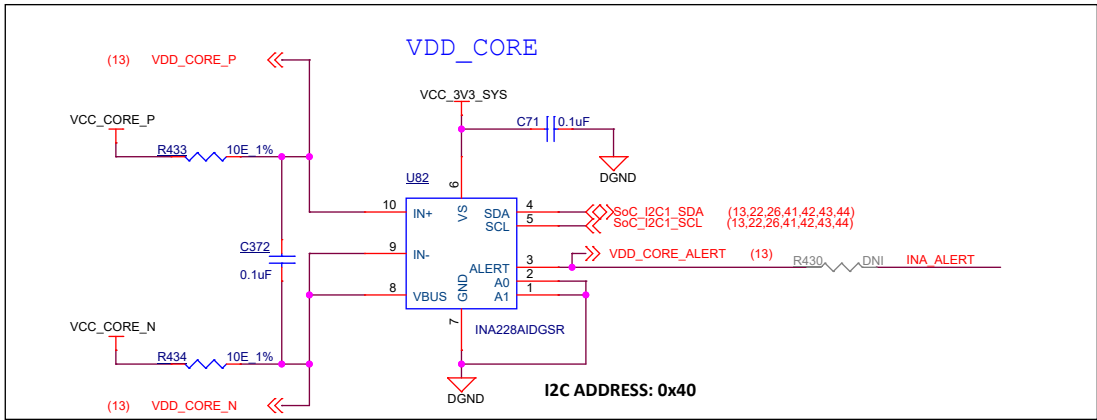 VDD_CORE
(13) VDD_CORE_P
VCC_3V3_SYS
VCC_CORE_P
C71 0.1uF
R433 10E_1%
DGND
U82
6
10 IN+ VS SDA 4 SoC_I2C1_SDA (13,22,26,41,42,43,44)
SCL 5 SoC_I2C1_SCL (13,22,26,41,42,43,44)
C372
9 IN-
VDD_CORE_ALERT (13)
0.1uF
ALERT 3 R430 DNI INA_ALERT
A0 2
8 VBUS GND A1 1
7
INA228AIDGSR
VCC_CORE_N
R434 10E_1%
DGND
I2C ADDRESS: 0x40
(13) VDD_CORE_N